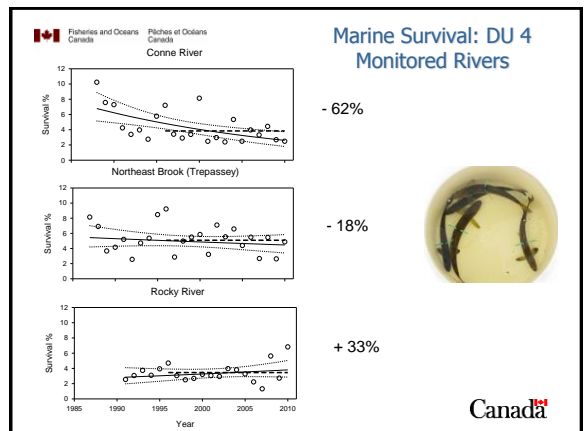 Fisheries and Oceans Pêches et Océans
Canada Canada
Marine Survival: DU 4
Monitored Rivers
Conne River
12
10
8
6
4
2
0
Survival %
- 62%
Northeast Brook (Trepassey)
12
10
8
6
4
2
0
Survival %
- 18%
Rocky River
12
10
8
6
4
2
0
Survival %
+ 33%
1985 1990 1995 2000 2005 2010
Year
Canada